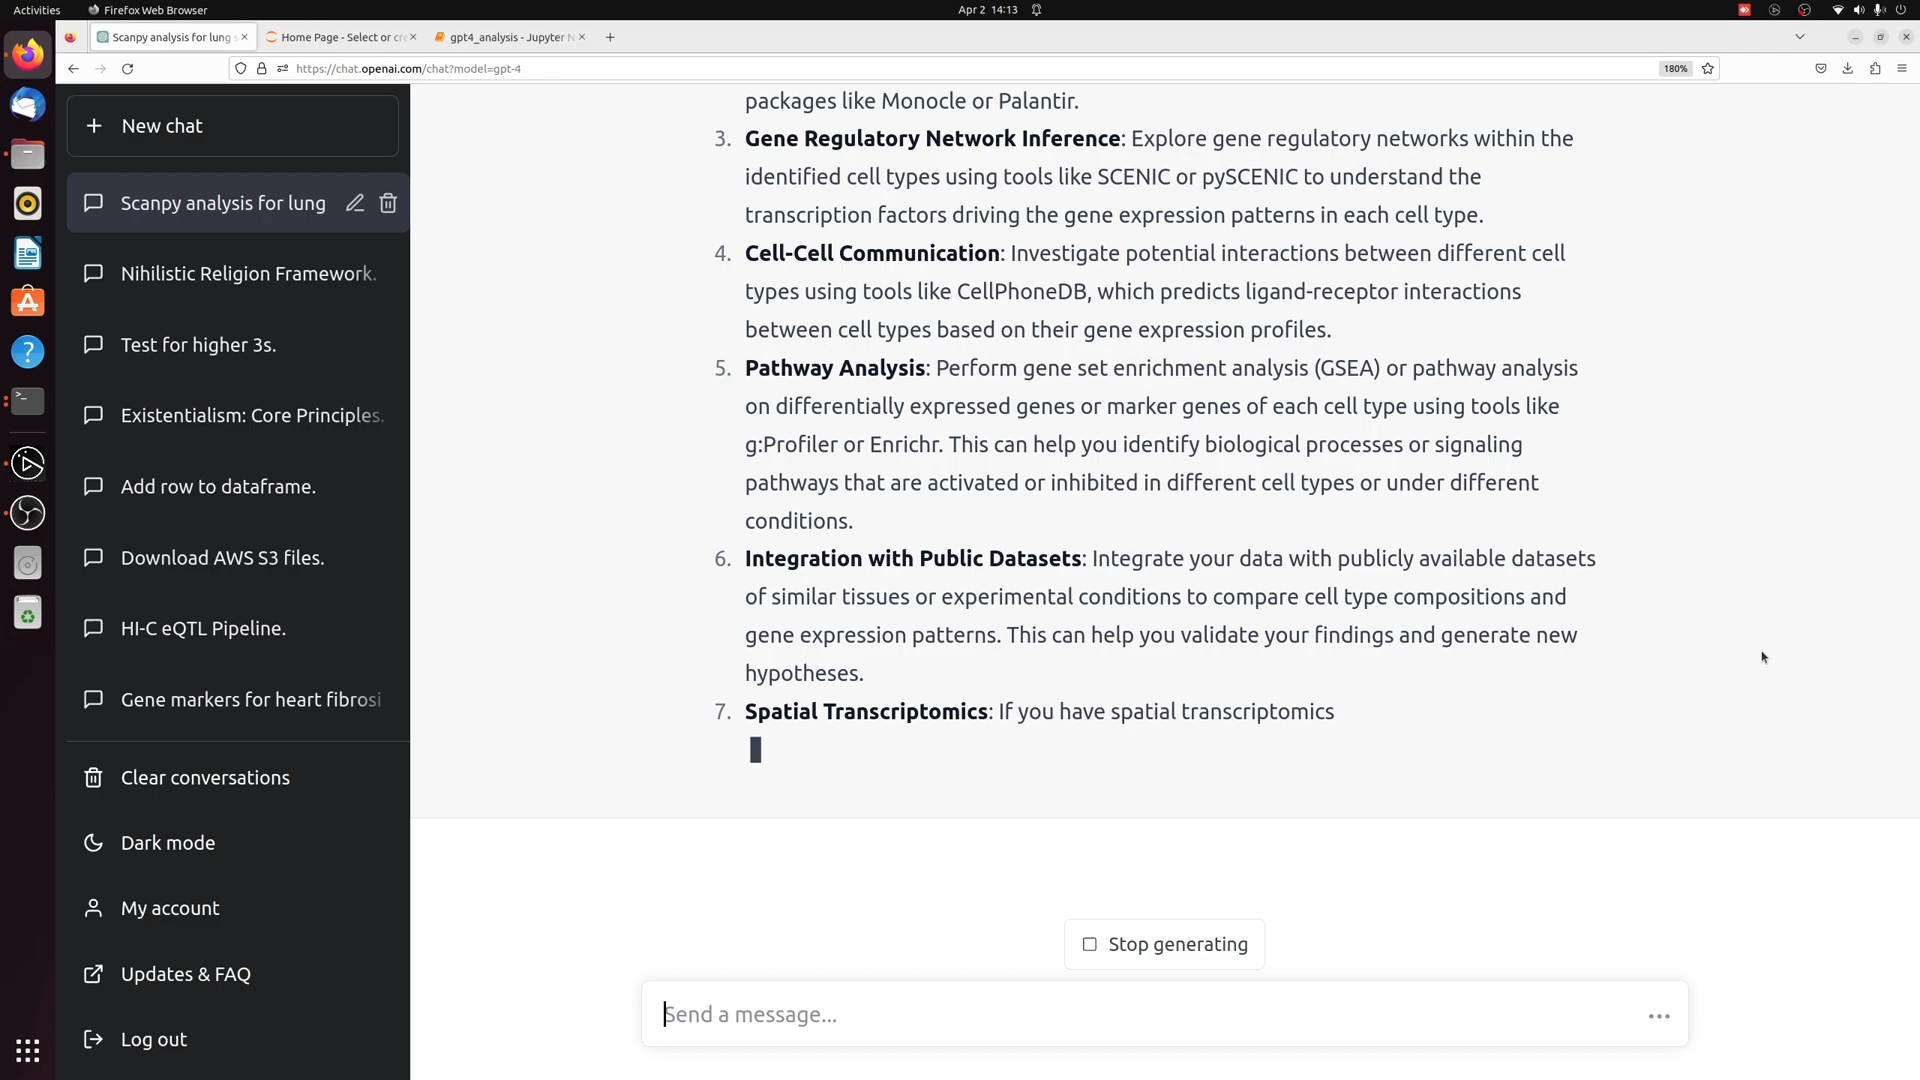 Activities
Firefox Web Browser
Apr 2 14:13
Scanpy analysis for lung
Home Page - Select or cre
gpt4_analysis - Jupyter N
https://chat.openai.com/chat?model=gpt-4
180%
New chat
Scanpy analysis for lung
Nihilistic Religion Framework.
Test for higher 3s.
Existentialism: Core Principles.
Add row to dataframe.
Download AWS S3 files.
HI-C eQTL Pipeline.
Gene markers for heart fibrosi
Clear conversations
Dark mode
My account
Updates & FAQ
Log out
packages like Monocle or Palantir.
3. Gene Regulatory Network Inference: Explore gene regulatory networks within the
identified cell types using tools like SCENIC or pySCENIC to understand the
transcription factors driving the gene expression patterns in each cell type.
4. Cell-Cell Communication: Investigate potential interactions between different cell
types using tools like CellPhoneDB, which predicts ligand-receptor interactions
between cell types based on their gene expression profiles.
5. Pathway Analysis: Perform gene set enrichment analysis (GSEA) or pathway analysis
on differentially expressed genes or marker genes of each cell type using tools like
g:Profiler or Enrichr. This can help you identify biological processes or signaling
pathways that are activated or inhibited in different cell types or under different
conditions.
6. Integration with Public Datasets: Integrate your data with publicly available datasets
of similar tissues or experimental conditions to compare cell type compositions and
gene expression patterns. This can help you validate your findings and generate new
hypotheses.
7. Spatial Transcriptomics: If you have spatial transcriptomics
Stop generating
Send a message...